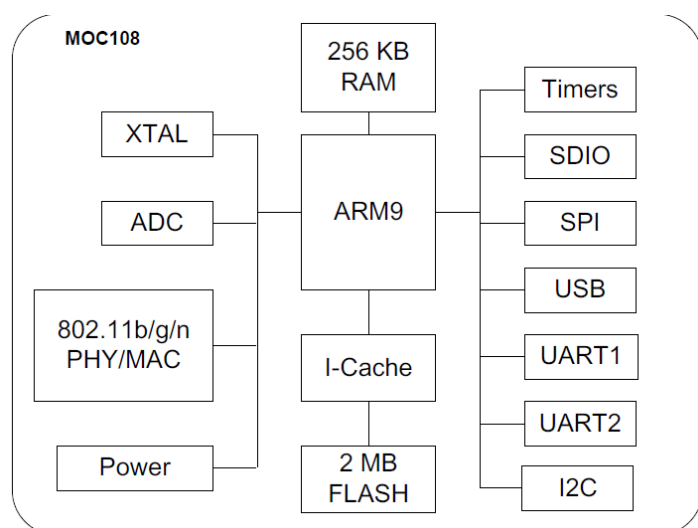 MOC108
256 KB
RAM
XTAL
ADC
802.11b/g/n
PHY/MAC
Power
ARM9
I-Cache
2 MB
FLASH
Timers
SDIO
SPI
USB
UART1
UART2
I2C